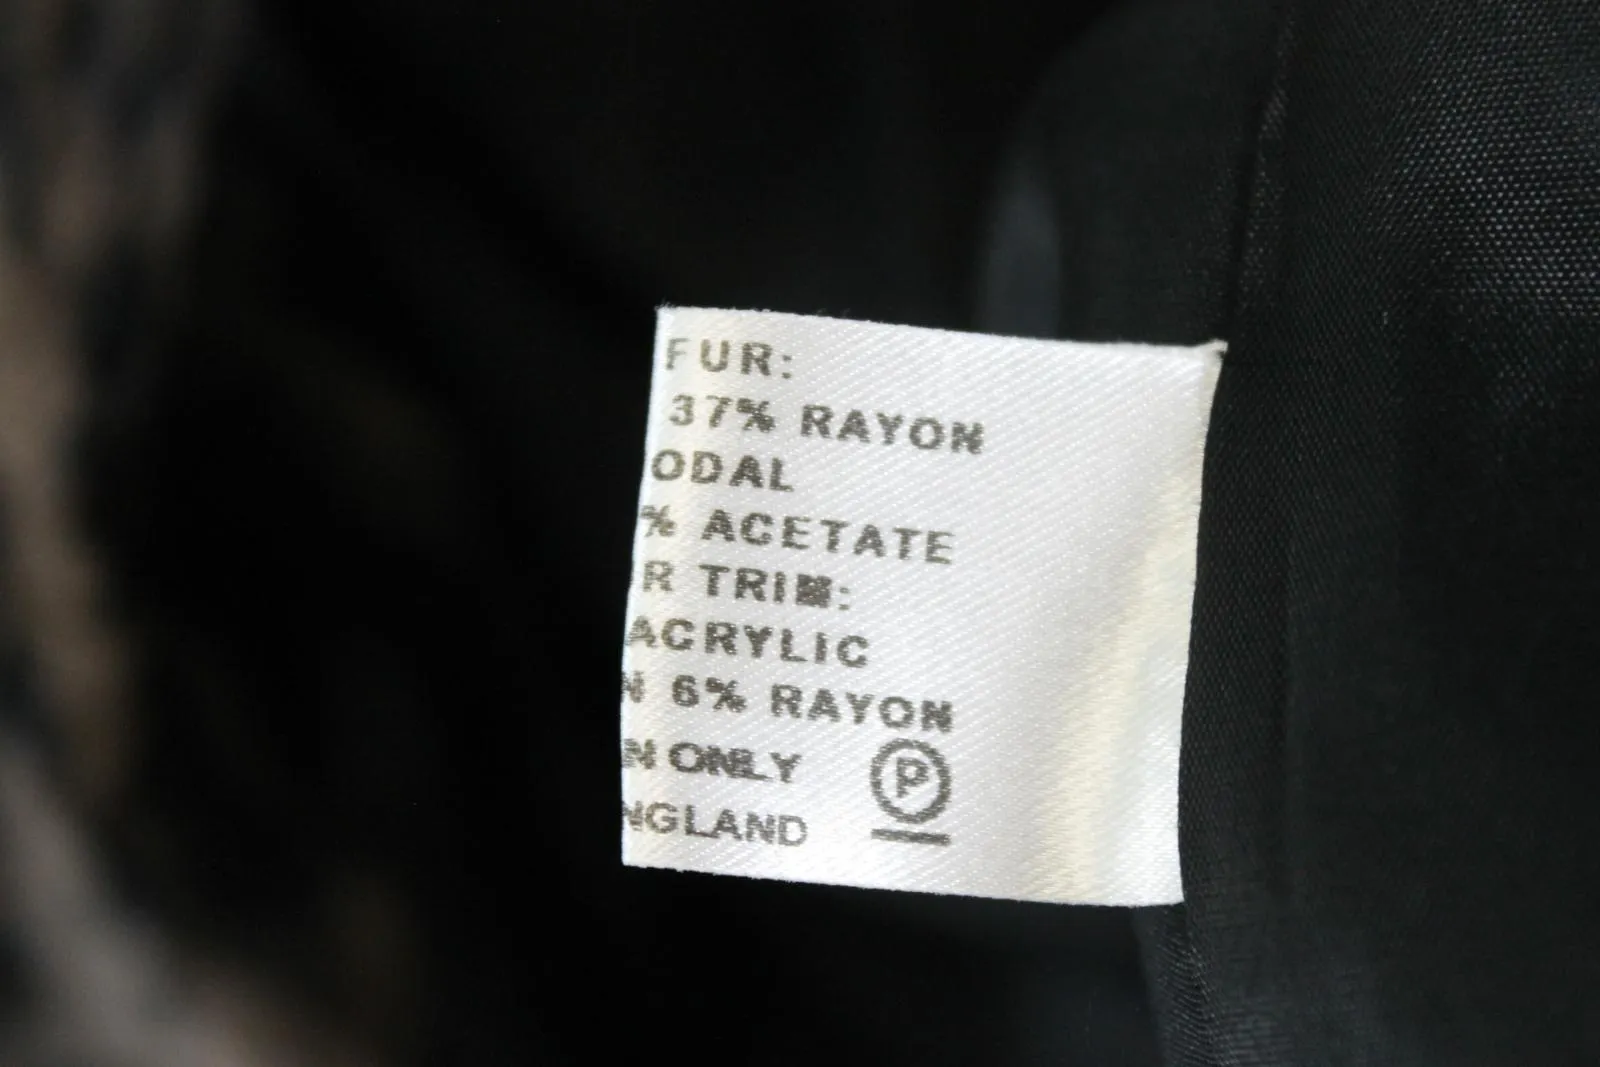 FUR:
37% RAYON
ODAL
% ACETATE
R TRIM:
ACRYLIC
N 6% RAYON
N ONLY
P
NGLAND